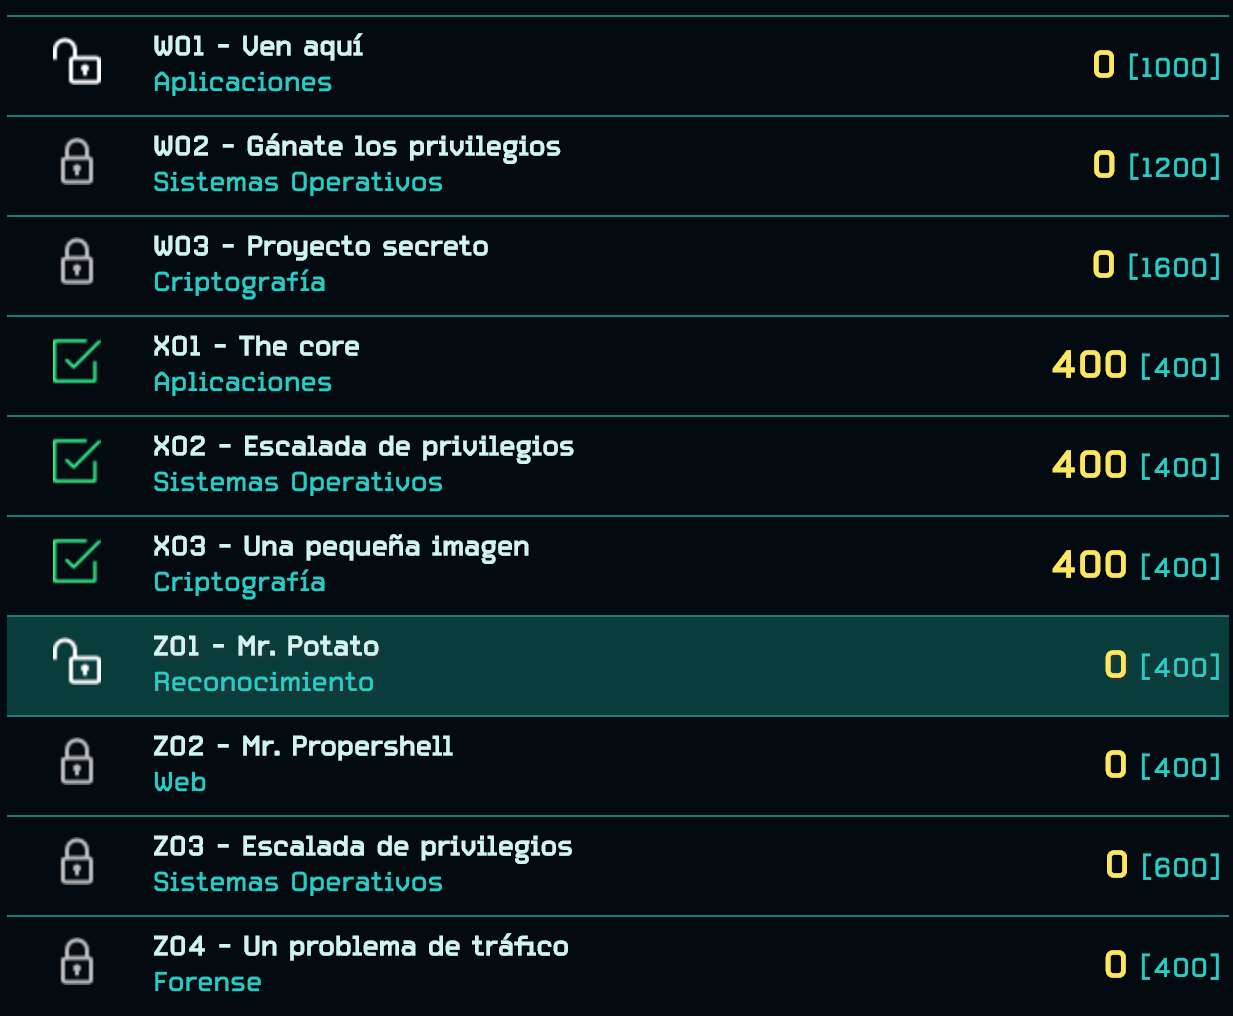 W01 - Ven aquí
Aplicaciones
0 [1000]
W02 - Gánate los privilegios
Sistemas Operativos
0 [1200]
W03 - Proyecto secreto
Criptografía
0 [1600]
X01 - The core
Aplicaciones
400 [400]
X02 - Escalada de privilegios
Sistemas Operativos
400 [400]
X03 - Una pequeña imagen
Criptografía
400 [400]
Z01 - Mr. Potato
Reconocimiento
0 [400]
Z02 - Mr. Propershell
Web
0 [400]
Z03 - Escalada de privilegios
Sistemas Operativos
0 [600]
Z04 - Un problema de tráfico
Forense
0 [400]